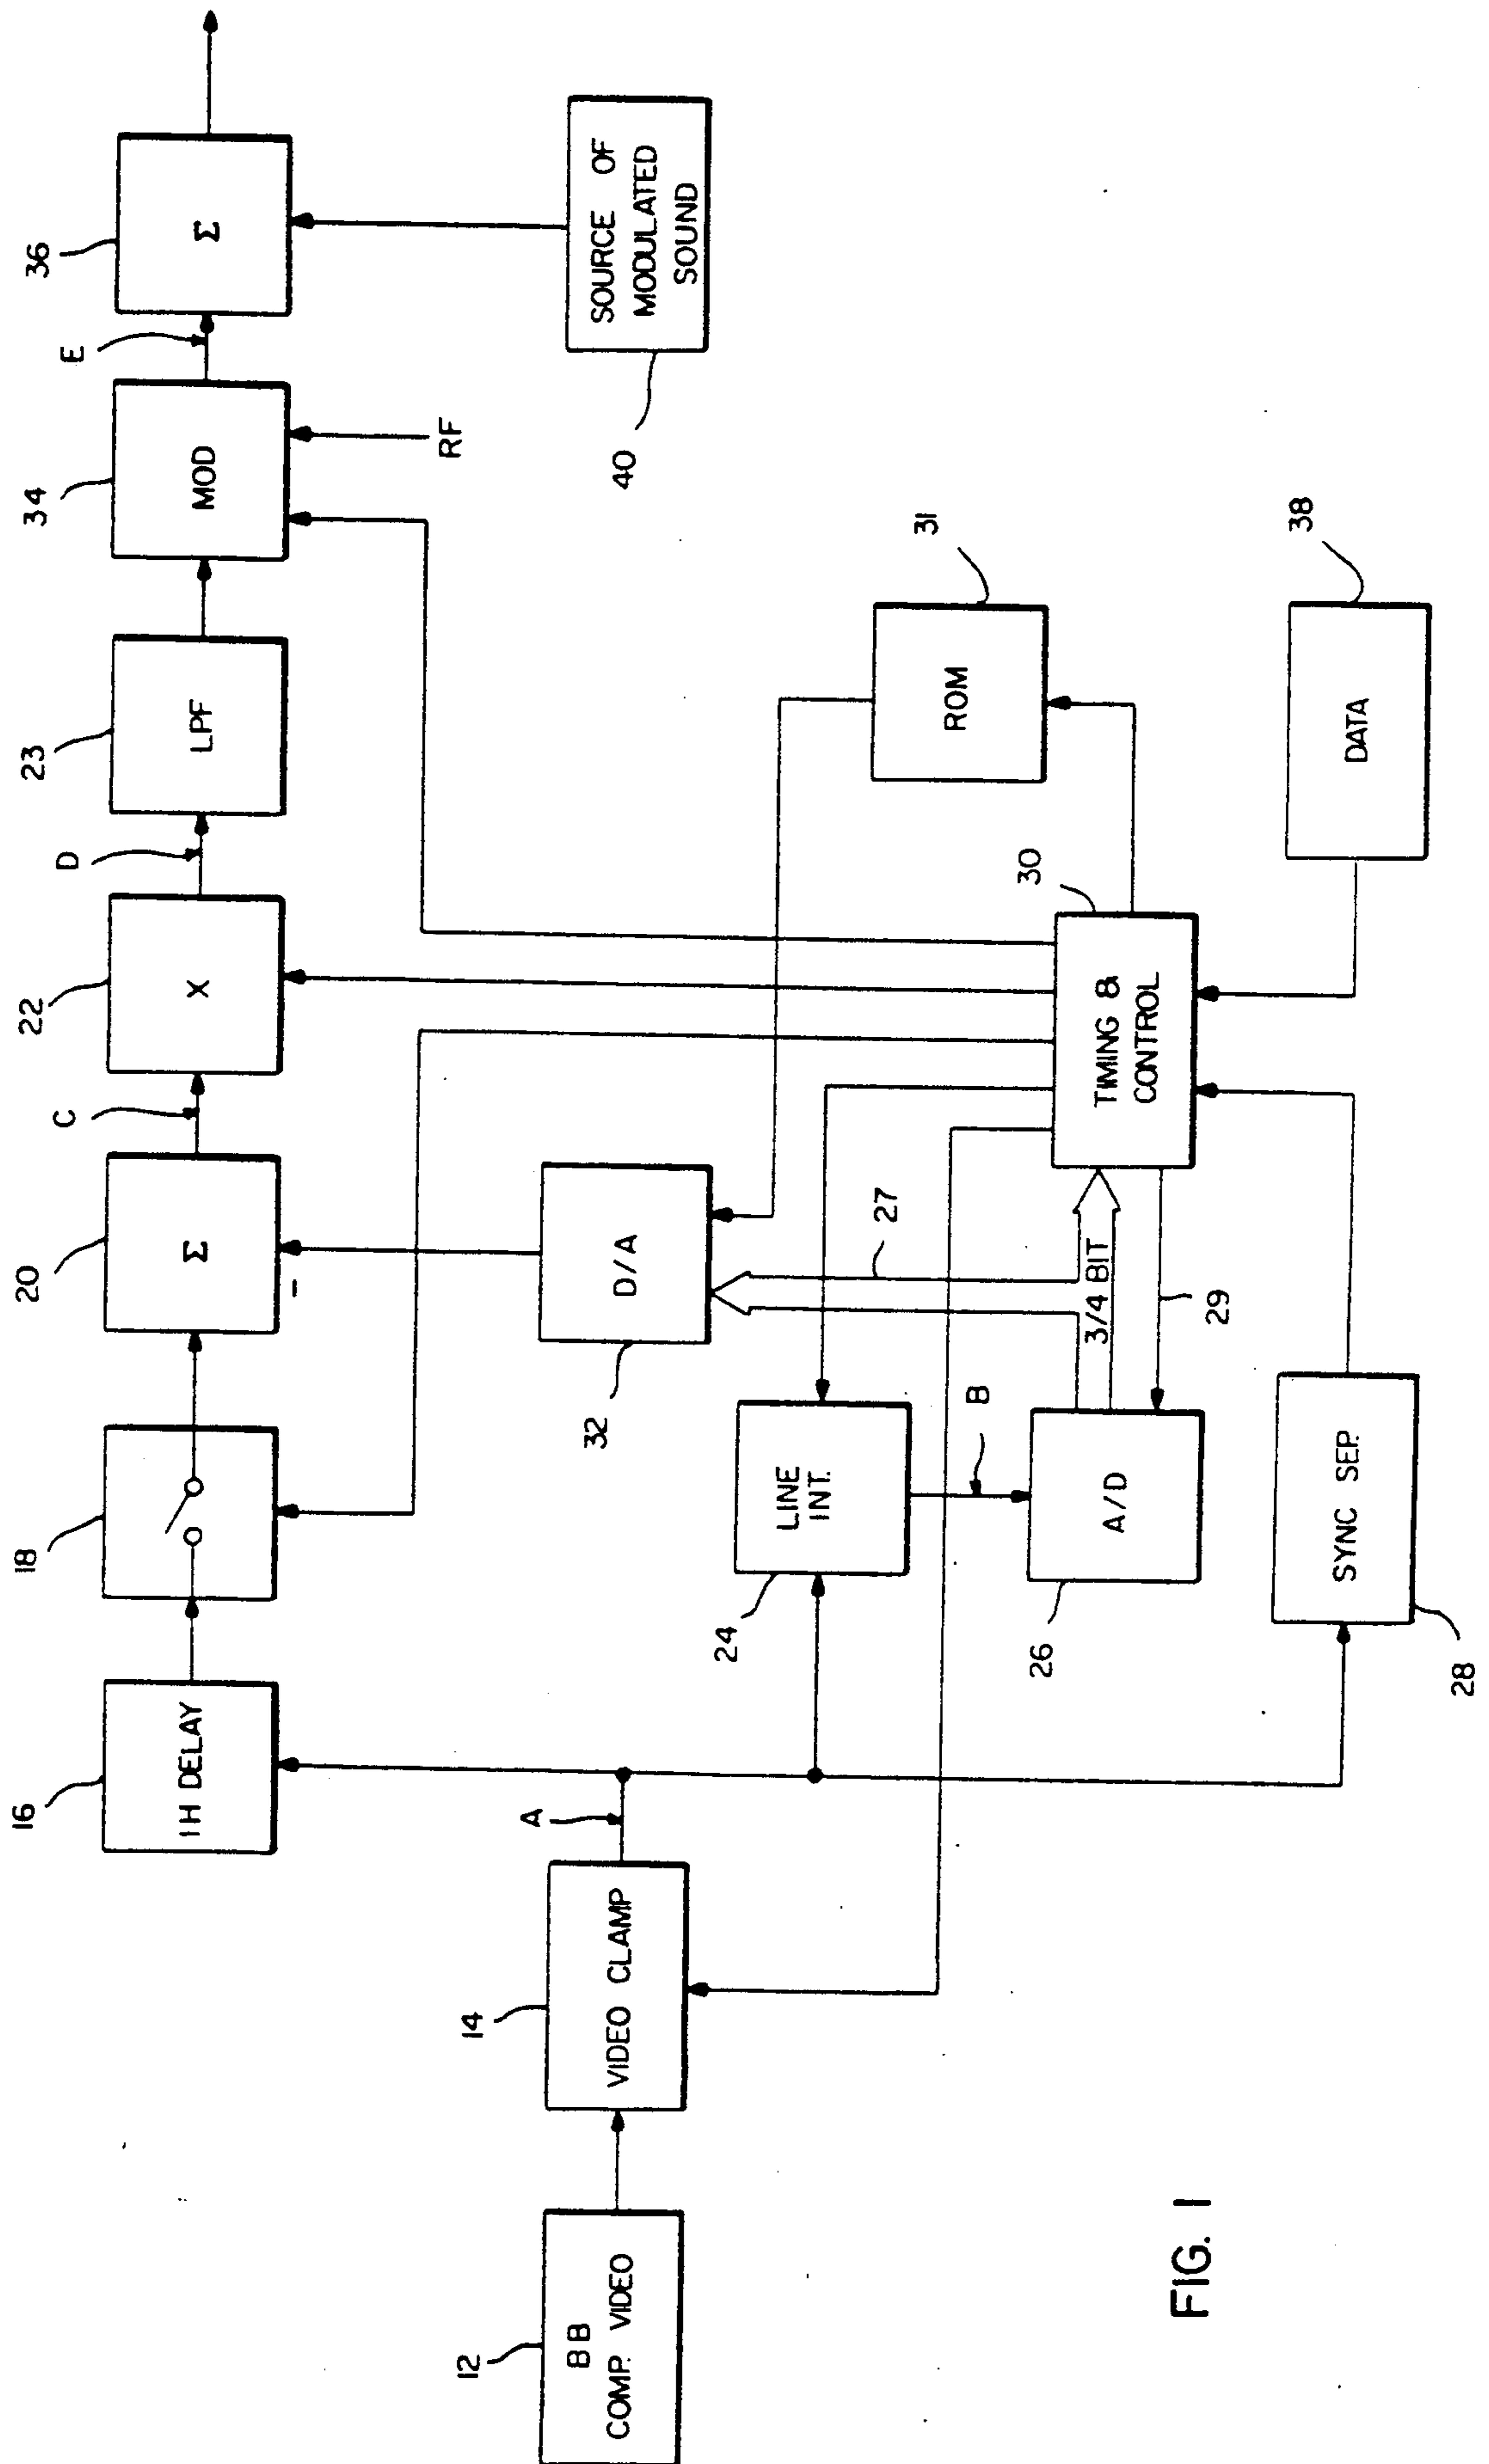 16
1H DELAY
18
20
Σ
−
C
22
X
D
23
LPF
34
MOD
RF
E
36
Σ
40
SOURCE OF
MODULATED
SOUND
12
BB
COMP. VIDEO
14
VIDEO CLAMP
A
24
LINE
INT.
B
26
A/D
32
D/A
27
3/4 BIT
29
30
TIMING &
CONTROL
31
ROM
28
SYNC SEP.
38
DATA
FIG. 1